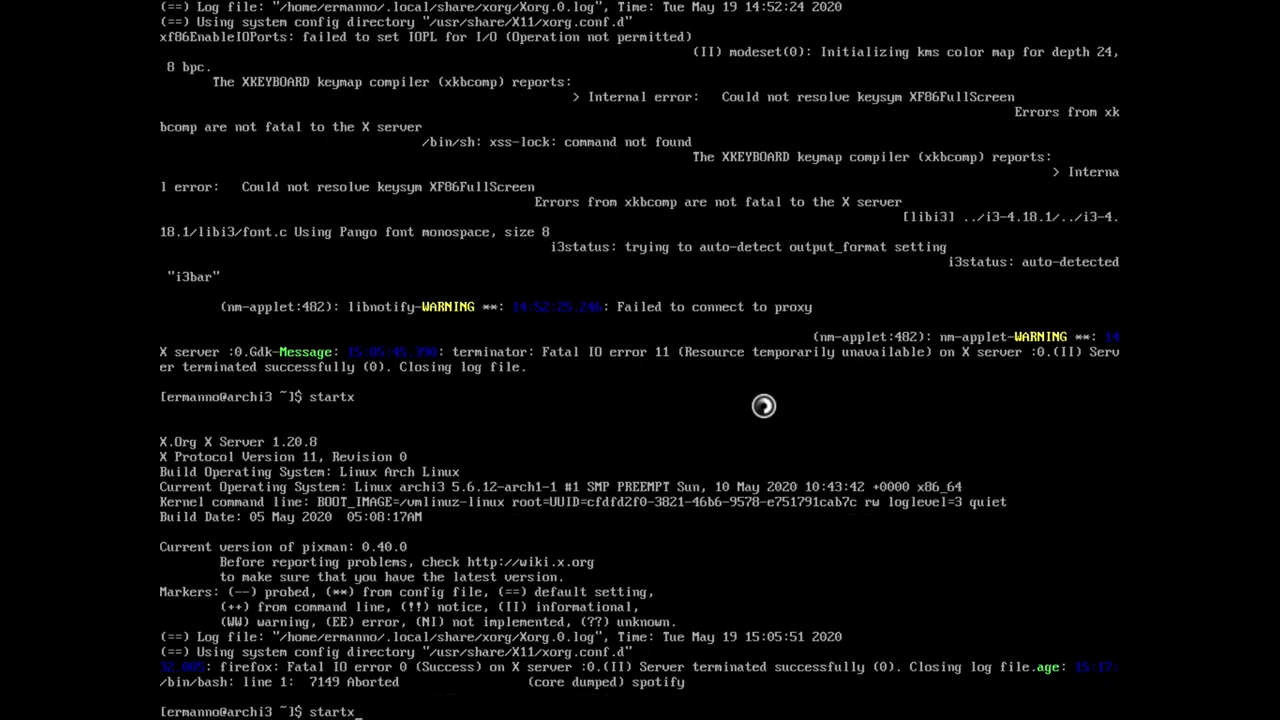 (==) Log file: "/home/ermanno/.local/share/xorg/Xorg.0.log", Time: Tue May 19 14:52:24 2020
(==) Using system config directory "/usr/share/X11/xorg.conf.d"
xf86EnableIOPorts: failed to set IOPL for I/O (Operation not permitted)
(II) modeset(0): Initializing kms color map for depth 24,
8 bpc.
The XKEYBOARD keymap compiler (xkbcomp) reports:
> Internal error:   Could not resolve keysym XF86FullScreen
Errors from xk
bcomp are not fatal to the X server
/bin/sh: xss-lock: command not found
The XKEYBOARD keymap compiler (xkbcomp) reports:
> Interna
l error:   Could not resolve keysym XF86FullScreen
Errors from xkbcomp are not fatal to the X server
[libi3] ../i3-4.18.1/../i3-4.
18.1/libi3/font.c Using Pango font monospace, size 8
i3status: trying to auto-detect output_format setting
i3status: auto-detected
"i3bar"
(nm-applet:482): libnotify-WARNING **: 14:52:25.246: Failed to connect to proxy
(nm-applet:482): nm-applet-WARNING **: 14
X server :0.Gdk-Message: 15:05:45.390: terminator: Fatal IO error 11 (Resource temporarily unavailable) on X server :0.(II) Serv
er terminated successfully (0). Closing log file.
[ermanno@archi3 ~]$ startx
X.Org X Server 1.20.8
X Protocol Version 11, Revision 0
Build Operating System: Linux Arch Linux
Current Operating System: Linux archi3 5.6.12-arch1-1 #1 SMP PREEMPT Sun, 10 May 2020 10:43:42 +0000 x86_64
Kernel command line: BOOT_IMAGE=/vmlinuz-linux root=UUID=cfdfd2f0-3821-46b6-9578-e751791cab7c rw loglevel=3 quiet
Build Date: 05 May 2020  05:08:17AM
Current version of pixman: 0.40.0
Before reporting problems, check http://wiki.x.org
to make sure that you have the latest version.
Markers: (--) probed, (**) from config file, (==) default setting,
(++) from command line, (!!) notice, (II) informational,
(WW) warning, (EE) error, (NI) not implemented, (??) unknown.
(==) Log file: "/home/ermanno/.local/share/xorg/Xorg.0.log", Time: Tue May 19 15:05:51 2020
(==) Using system config directory "/usr/share/X11/xorg.conf.d"
32.005: firefox: Fatal IO error 0 (Success) on X server :0.(II) Server terminated successfully (0). Closing log file.age: 15:17:
/bin/bash: line 1:  7149 Aborted                 (core dumped) spotify
[ermanno@archi3 ~]$ startx_